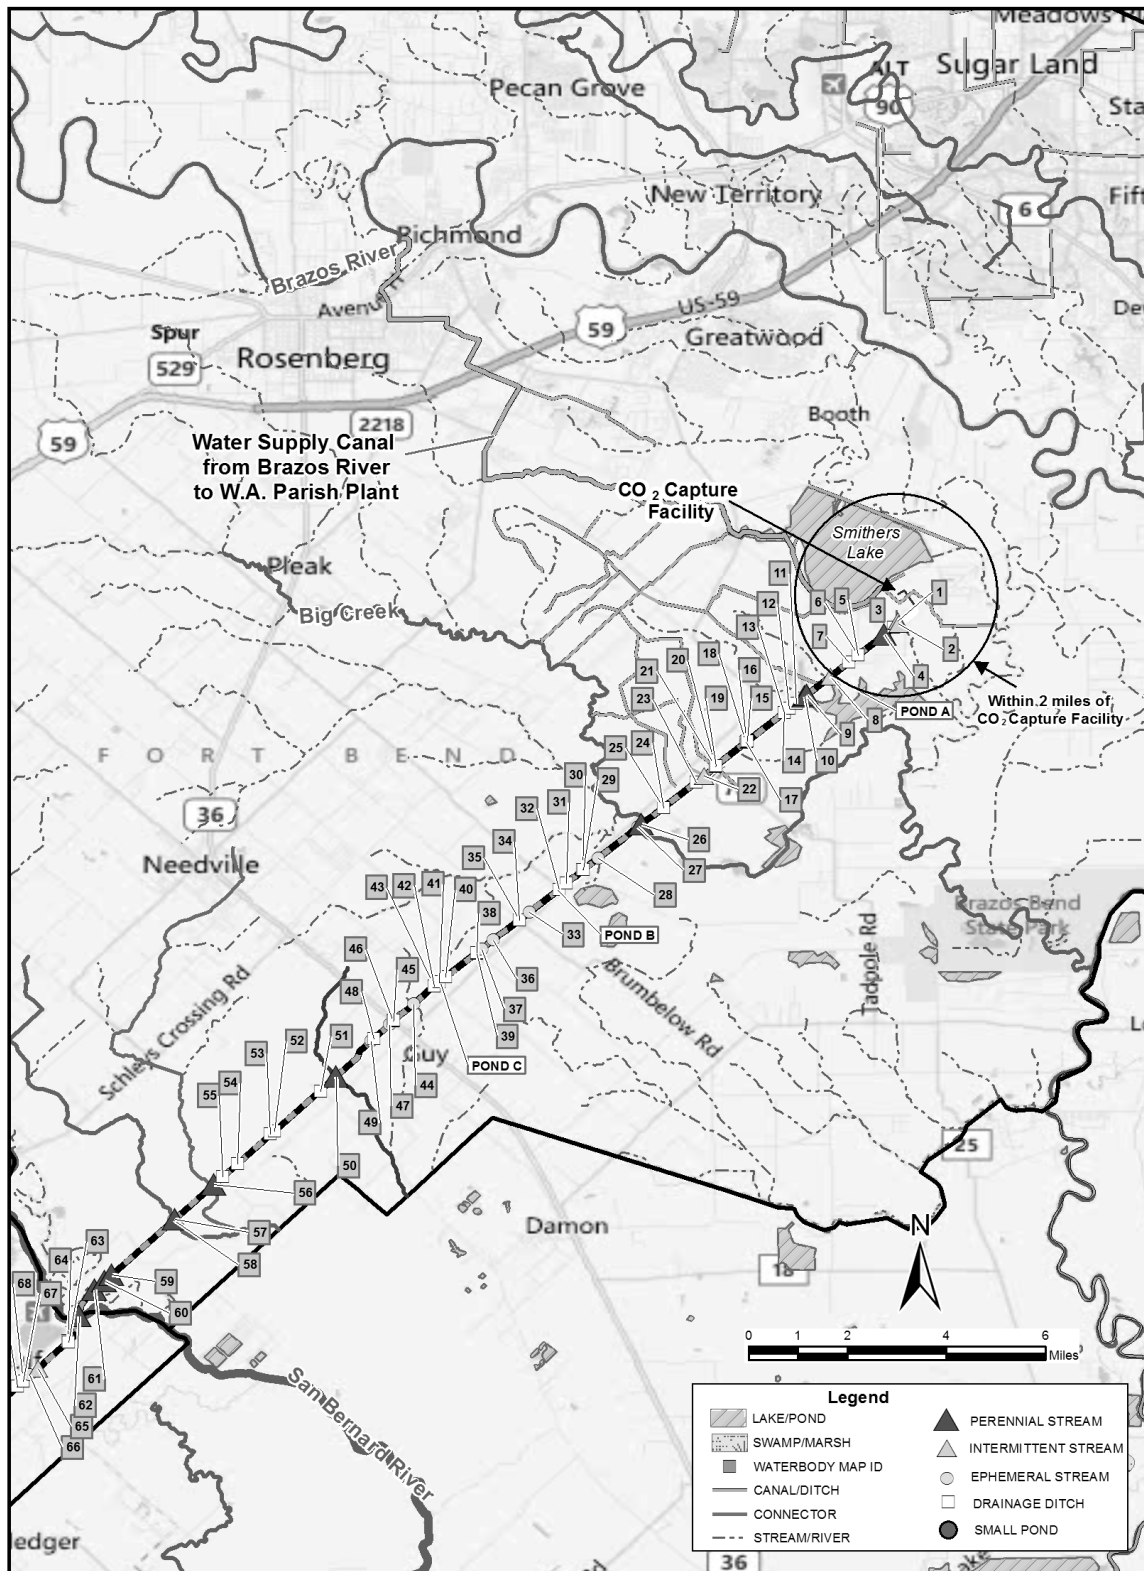 Meadows
Sugar Land
ALT
90
Pecan Grove
Sta
New Territory
6
Fift
Richmond
Brazos River
Avenue
US-59
59
Greatwood
De
Spur
529
Rosenberg
2218
59
Booth
Water Supply Canal
from Brazos River
to W.A. Parish Plant
CO 2 Capture
Facility
Smithers
Lake
Pleak
Big Creek
11
12
13
6
5
3
1
7
2
4
18
20
21
23
16
19
15
POND A
8
9
10
14
17
22
Within 2 miles of
CO2 Capture Facility
FORT BEND
36
Needville
25
24
30
29
32
31
34
35
26
27
28
43
42
41
40
38
33
POND B
36
37
39
Brazos Bend
State Park
Tadpole Rd
Brumbelow Rd
46
45
48
Guy
POND C
44
47
49
51
52
53
50
Schleys Crossing Rd
55
54
56
57
58
25
Damon
18
N
64
63
68
67
59
60
61
62
65
66
San Bernard River
0 1 2 4 6
Miles
Legend
LAKE/POND
SWAMP/MARSH
WATERBODY MAP ID
CANAL/DITCH
CONNECTOR
STREAM/RIVER
PERENNIAL STREAM
INTERMITTENT STREAM
EPHEMERAL STREAM
DRAINAGE DITCH
SMALL POND
ledger
36